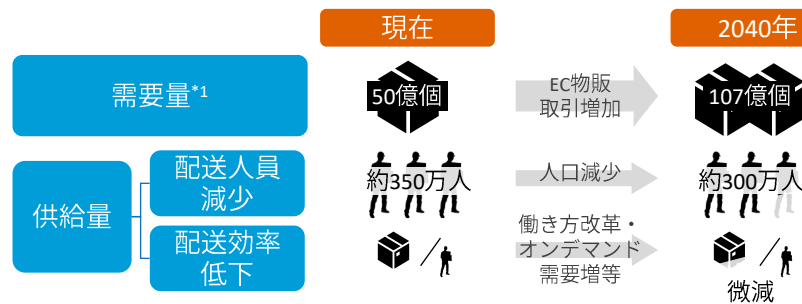 現在
2040年
需要量*1
50億個
EC物販
取引増加
107億個
供給量
配送人員
減少
約350万人
人口減少
約300万人
配送効率
低下
働き方改革・
オンデマンド
需要増等
微減